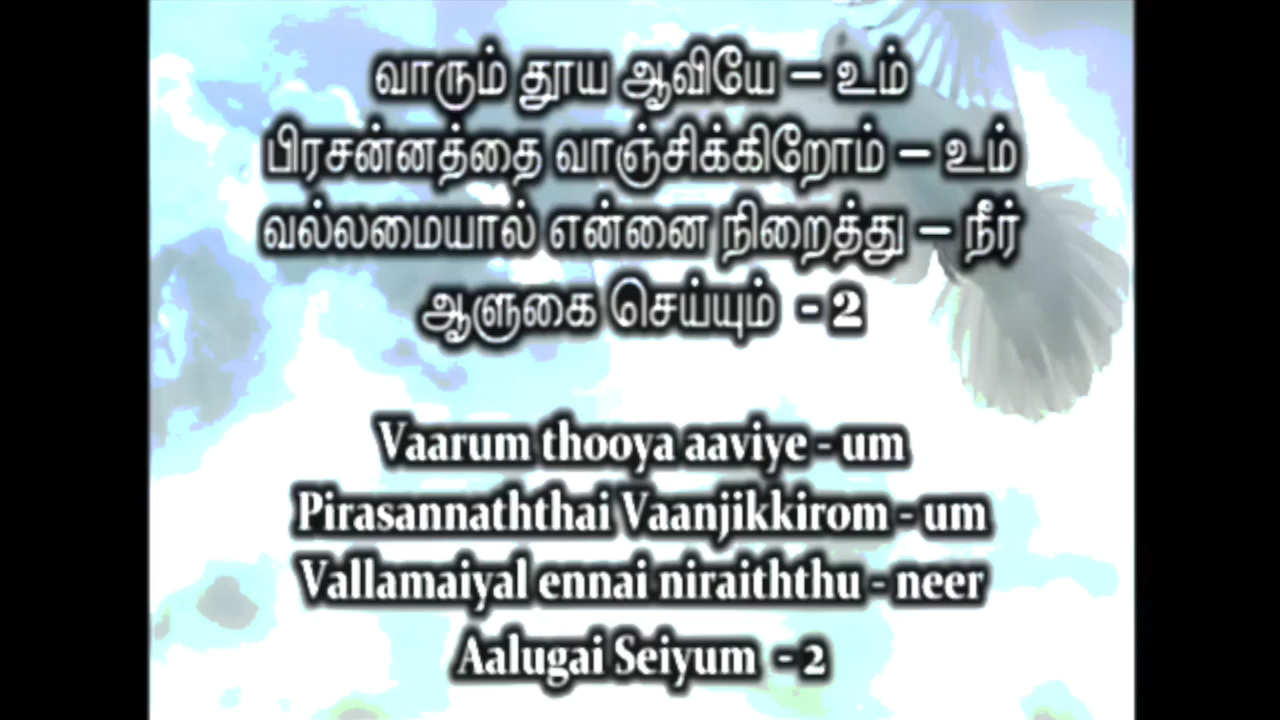 வாரும் தூய ஆவியே – உம்
பிரசன்னத்தை வாஞ்சிக்கிறோம் – உம்
வல்லமையால் என்னை நிறைத்து – நீர்
ஆளுகை செய்யும் - 2
Vaarum thooya aaviye - um
Pirasannaththai Vaanjikkirom - um
Vallamaiyal ennai niraiththu - neer
Aalugai Seiyum - 2